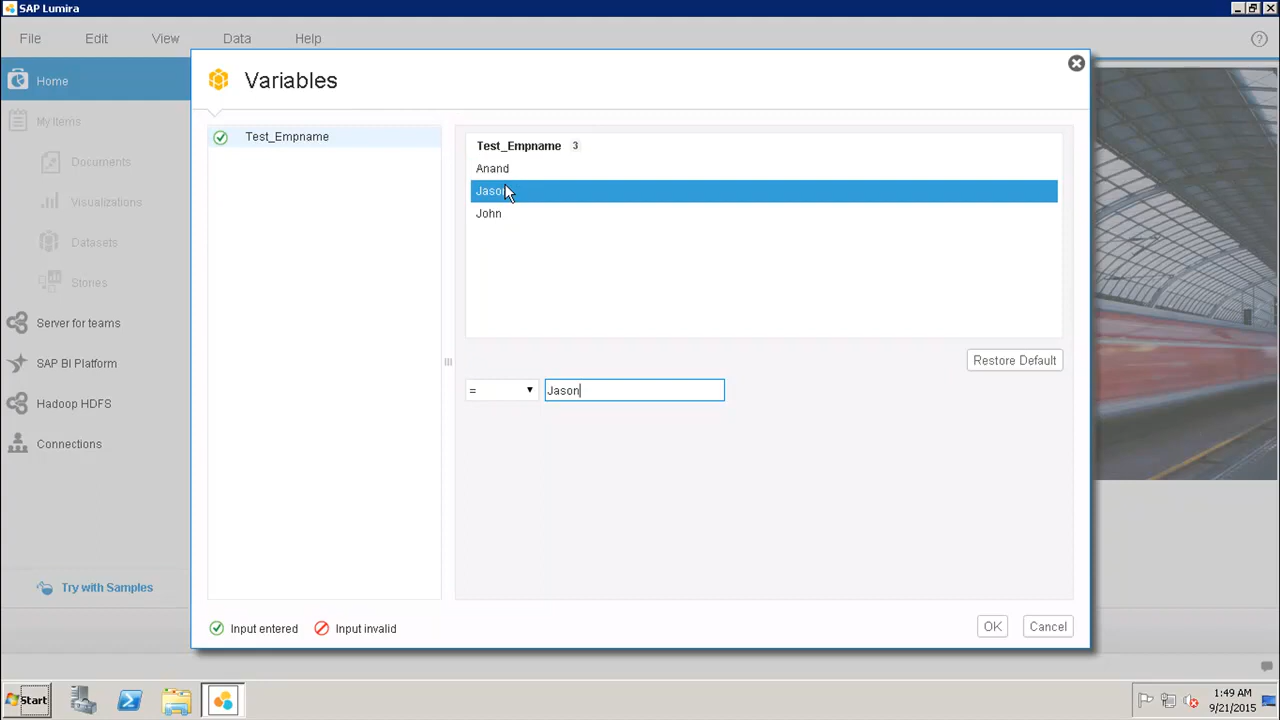 SAP Lumira
File Edit View Data Help
Home
My Items
Documents
Visualizations
Datasets
Stories
Server for teams
SAP BI Platform
Hadoop HDFS
Connections
Try with Samples
Variables
Test_Empname
Test_Empname 3
Anand
Jason
John
Restore Default
= Jason
Input entered Input invalid
OK Cancel
Start
1:49 AM
9/21/2015